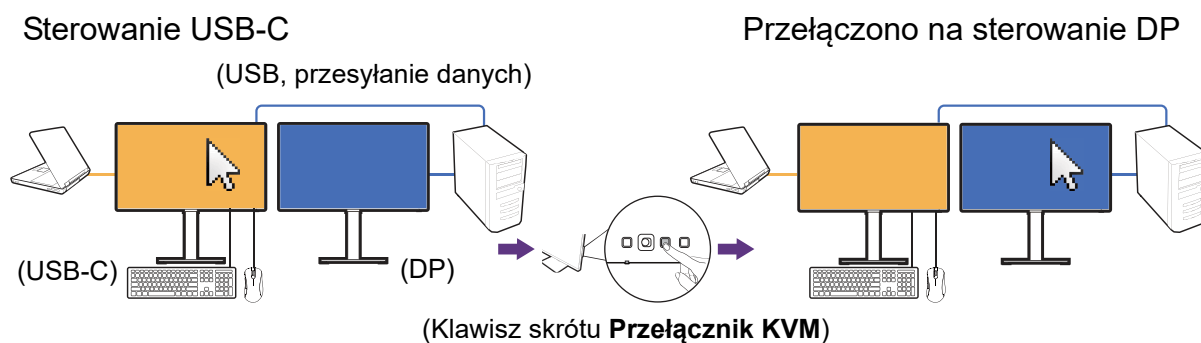 Sterowanie USB-C
Przełączono na sterowanie DP
(USB, przesyłanie danych)
(USB-C)
(DP)
(Klawisz skrótu Przełącznik KVM)